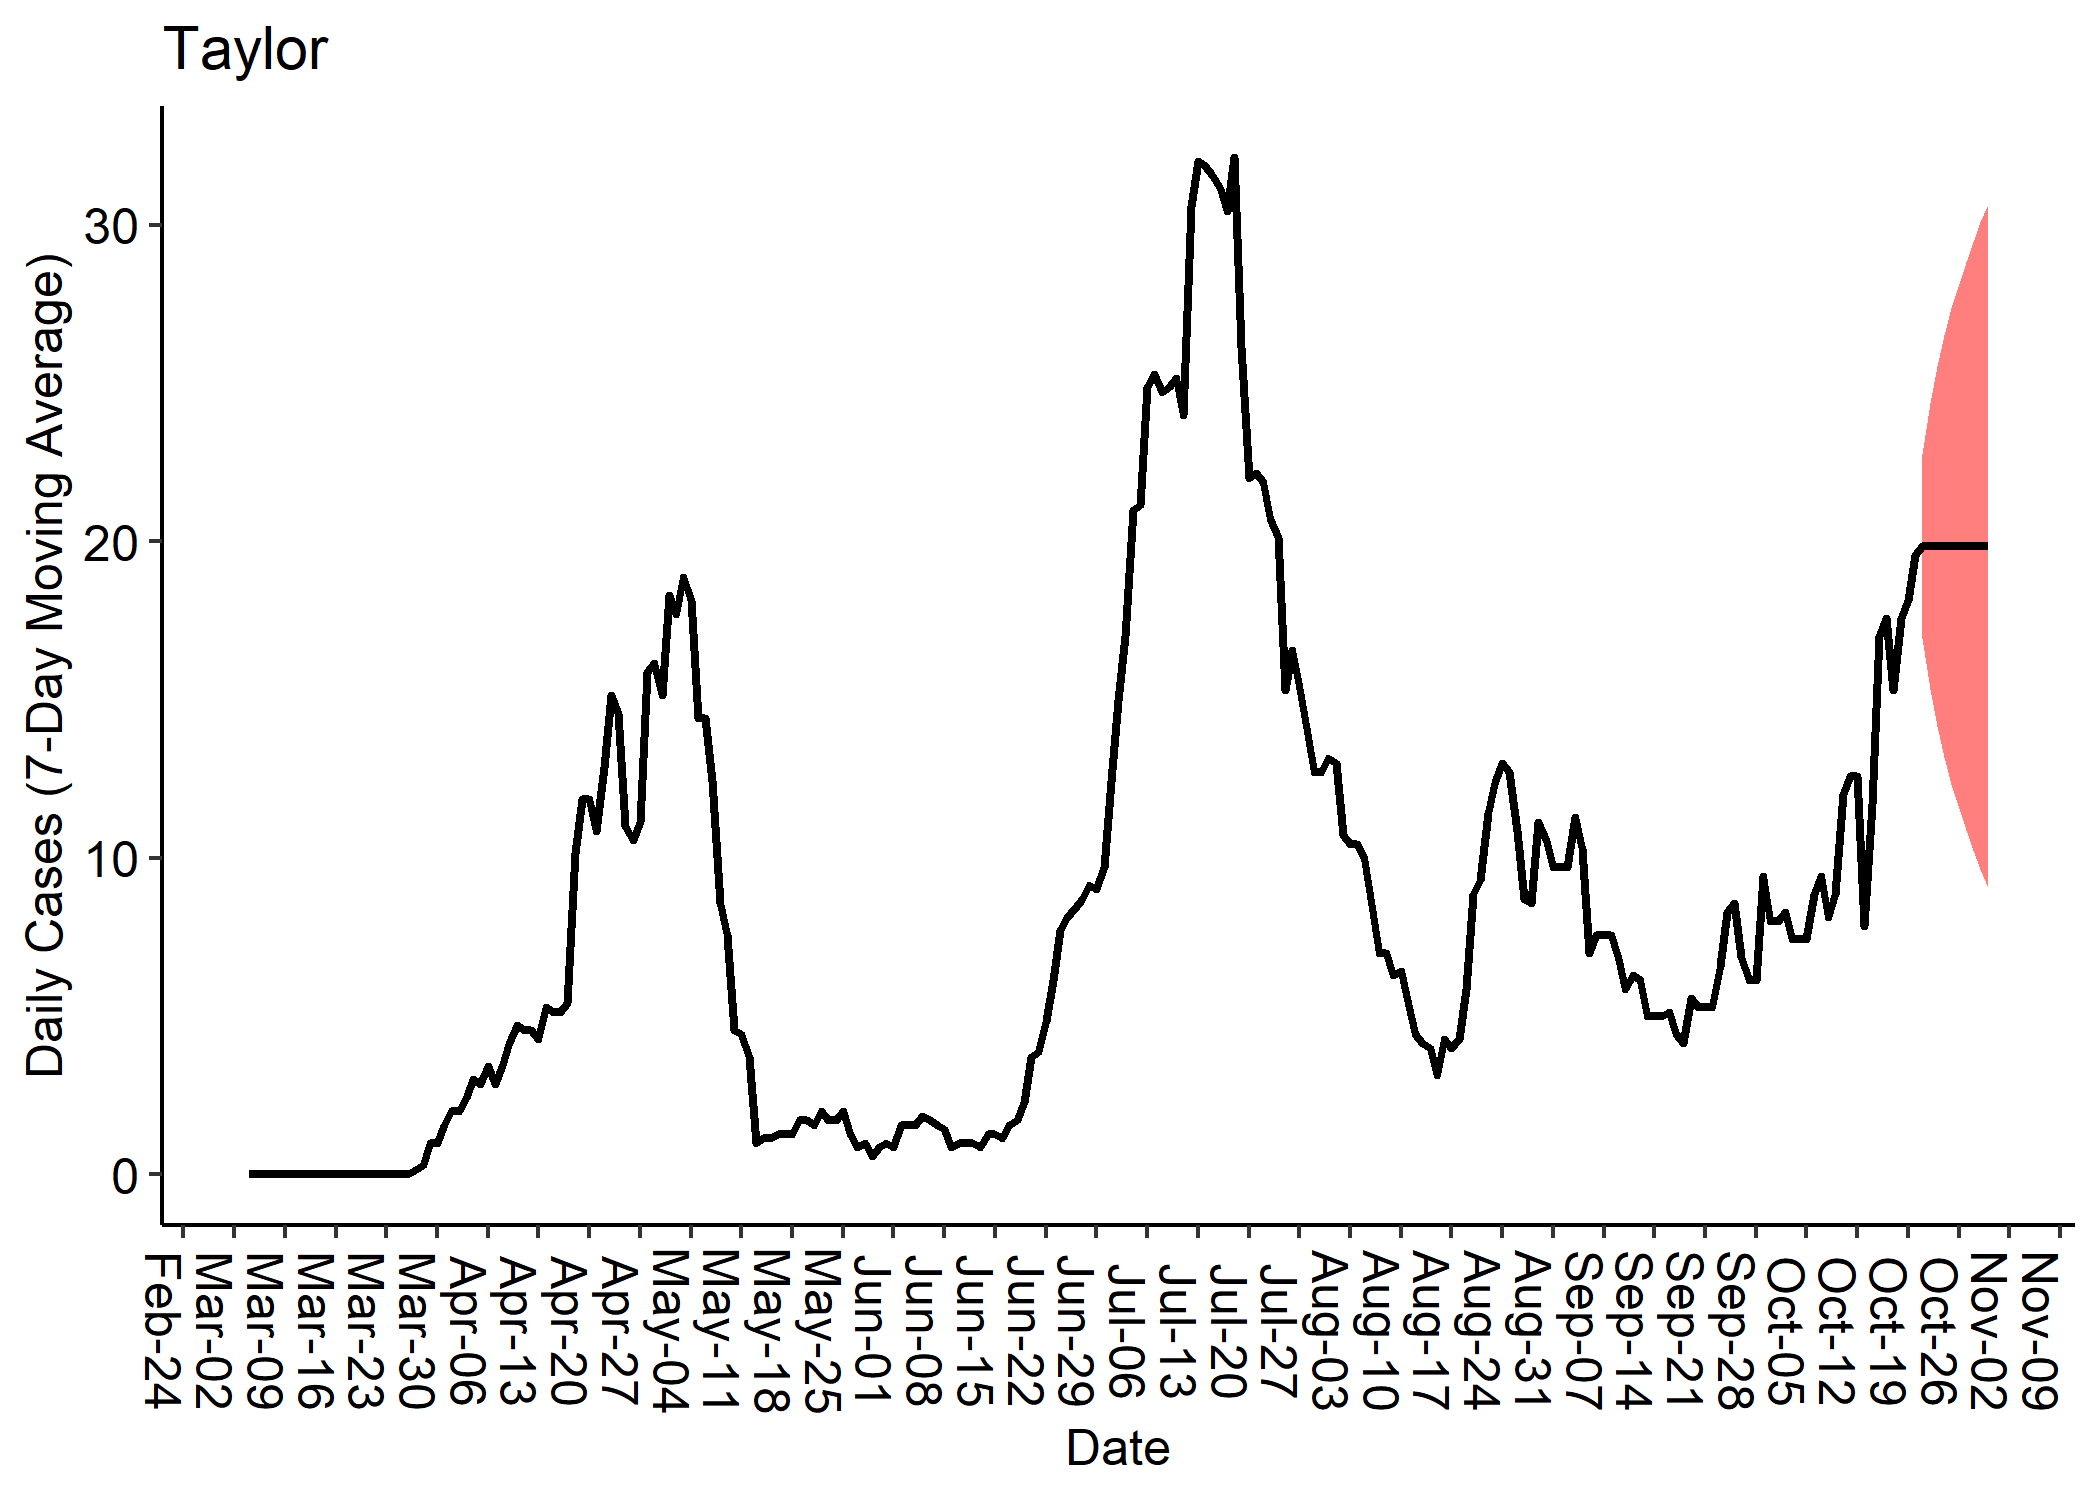 Taylor
Daily Cases (7-Day Moving Average)
30
20
10
0
Feb-24
Mar-02
Mar-09
Mar-16
Mar-23
Mar-30
Apr-06
Apr-13
Apr-20
Apr-27
May-04
May-11
May-18
May-25
Jun-01
Jun-08
Jun-15
Jun-22
Jun-29
Jul-06
Jul-13
Jul-20
Jul-27
Aug-03
Aug-10
Aug-17
Aug-24
Aug-31
Sep-07
Sep-14
Sep-21
Sep-28
Oct-05
Oct-12
Oct-19
Oct-26
Nov-02
Nov-09
Date